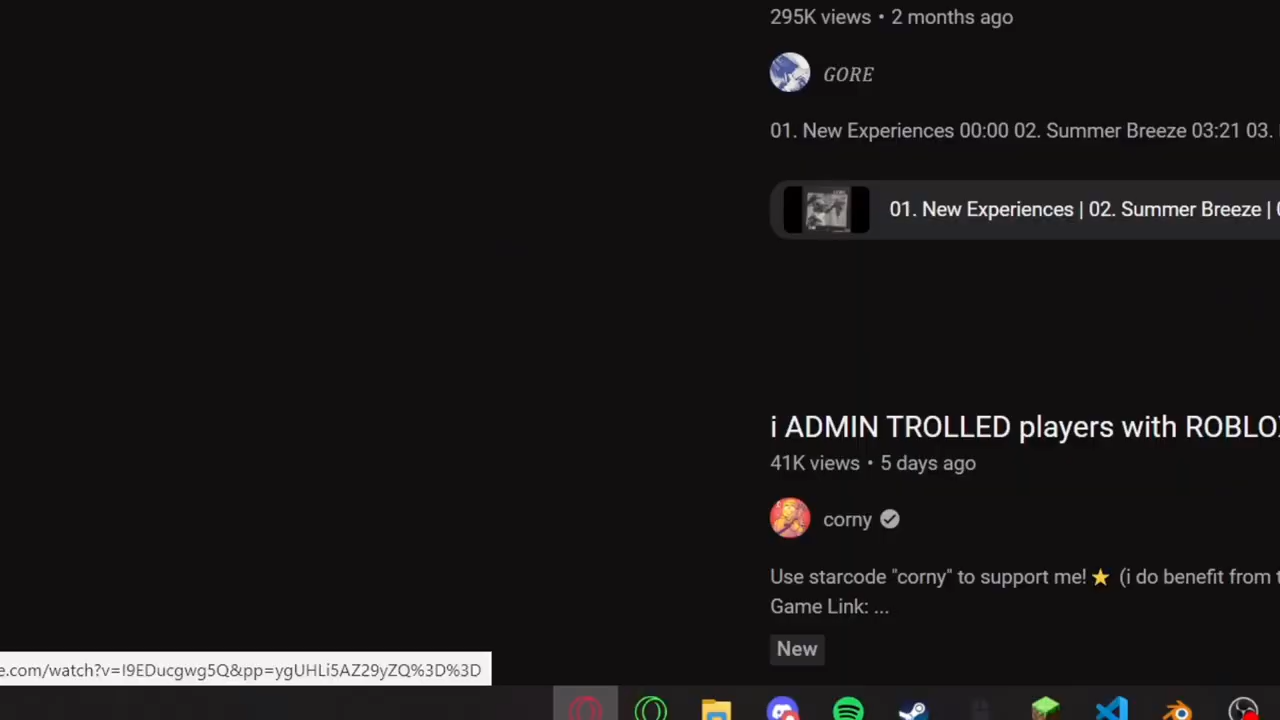 295K views • 2 months ago
GORE
01. New Experiences 00:00 02. Summer Breeze 03:21 03.
01. New Experiences | 02. Summer Breeze |
i ADMIN TROLLED players with ROBLOX
41K views • 5 days ago
corny
Use starcode "corny" to support me! ⭐ (i do benefit from
Game Link: ...
New
e.com/watch?v=I9EDucgwg5Q&pp=ygUHLi5AZ29yZQ%3D%3D